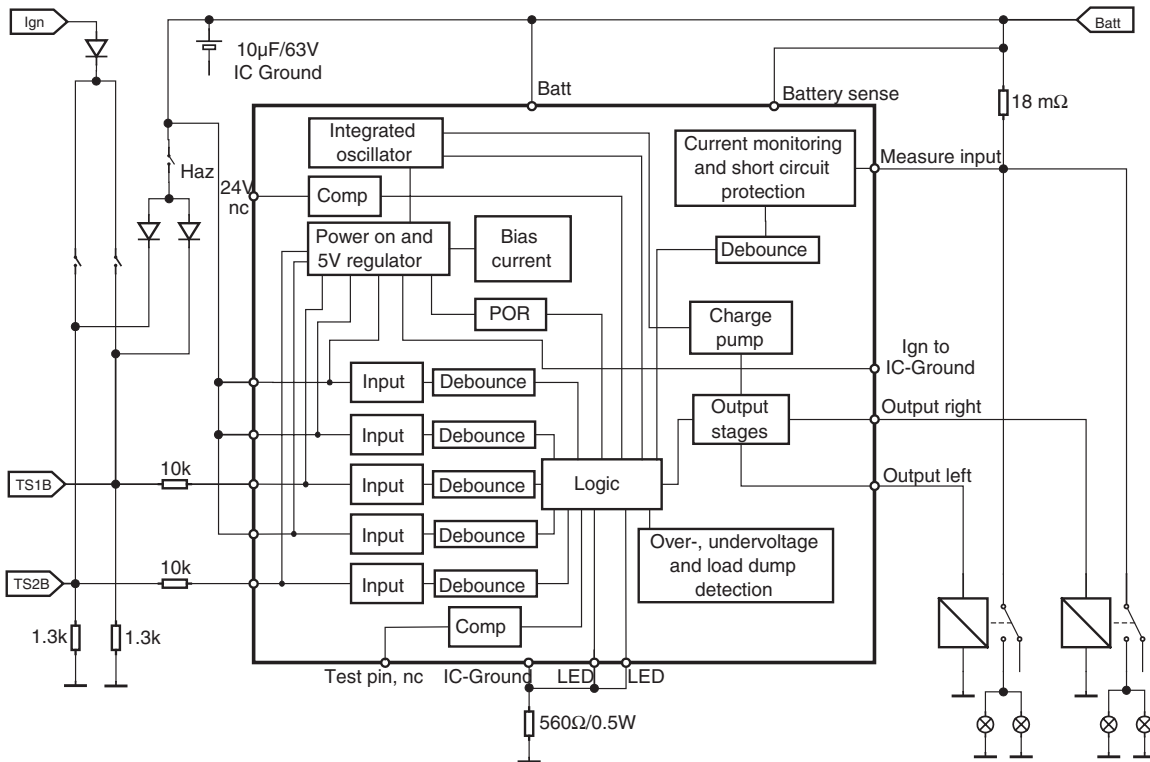 Ign
Batt
10µF/63V
IC Ground
Batt
Battery sense
18 mΩ
Haz
24V
nc
Integrated
oscillator
Comp
Power on and
5V regulator
Bias
current
POR
Current monitoring
and short circuit
protection
Measure input
Debounce
Charge
pump
Ign to
IC-Ground
Output
stages
Output right
Output left
Input
Debounce
Input
Debounce
TS1B
10k
Input
Debounce
Logic
Input
Debounce
TS2B
10k
Input
Debounce
Over-, undervoltage
and load dump
detection
1.3k
1.3k
Comp
Test pin, nc
IC-Ground
LED
LED
560Ω/0.5W